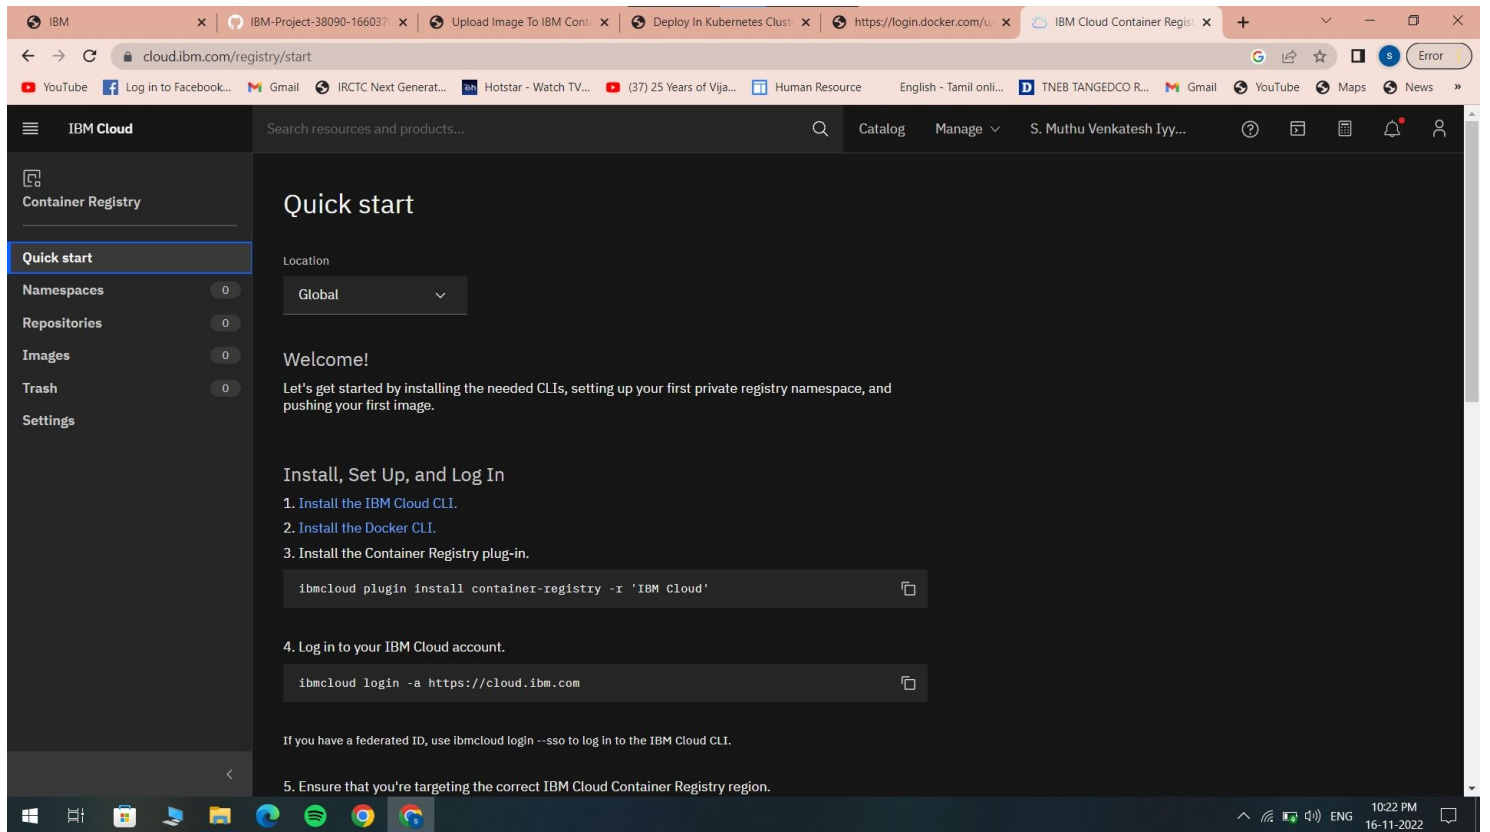 IBM
IBM-Project-38090-166037
Upload Image To IBM Cont
Deploy In Kubernetes Clust
https://login.docker.com/u/
IBM Cloud Container Regist
cloud.ibm.com/registry/start
S
Error
YouTube
Log in to Facebook...
Gmail
IRCTC Next Generat...
Hotstar - Watch TV...
(37) 25 Years of Vija...
Human Resource
English - Tamil onli...
TNEB TANGEDCO R...
Gmail
YouTube
Maps
News
»
IBM Cloud
Search resources and products...
Catalog
Manage
S. Muthu Venkatesh Iyy...
Container Registry
Quick start
Namespaces 0
Repositories 0
Images 0
Trash 0
Settings
Quick start
Location
Global
Welcome!
Let's get started by installing the needed CLIs, setting up your first private registry namespace, and
pushing your first image.
Install, Set Up, and Log In
1. Install the IBM Cloud CLI.
2. Install the Docker CLI.
3. Install the Container Registry plug-in.
ibmcloud plugin install container-registry -r 'IBM Cloud'
4. Log in to your IBM Cloud account.
ibmcloud login -a https://cloud.ibm.com
If you have a federated ID, use ibmcloud login --sso to log in to the IBM Cloud CLI.
5. Ensure that you're targeting the correct IBM Cloud Container Registry region.
ENG
10:22 PM
16-11-2022